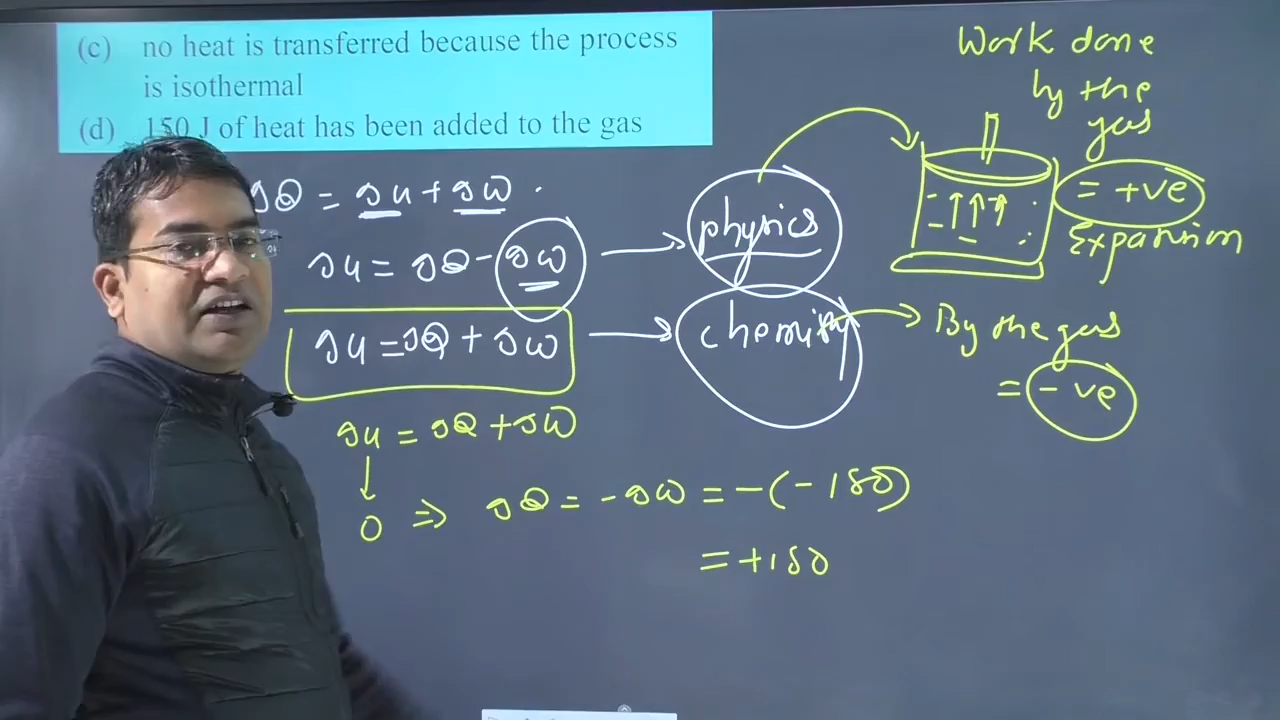 (c) no heat is transferred because the process
is isothermal
(d) 150 J of heat has been added to the gas
ΔQ = Δu + Δw .
Δu = ΔQ - Δw
physics
Δu = ΔQ + Δw
chemistry
Δu = ΔQ + Δw
0 ⇒ ΔQ = - Δw = -(-150)
= +150
Work done
by the
gas
= +ve
Expansion
By the gas
= -ve